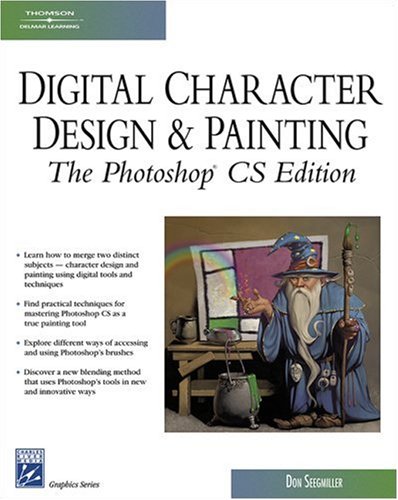 THOMSON
DELMAR LEARNING
DIGITAL CHARACTER
DESIGN & PAINTING
The Photoshop® CS Edition
Learn how to merge two distinct
subjects — character design and
painting using digital tools and
techniques
Find practical techniques for
mastering Photoshop CS as a
true painting tool
Explore different ways of accessing
and using Photoshop's brushes
Discover a new blending method
that uses Photoshop's tools in new
and innovative ways
CHARLES
RIVER
MEDIA
Graphics Series
DON SEEGMILLER